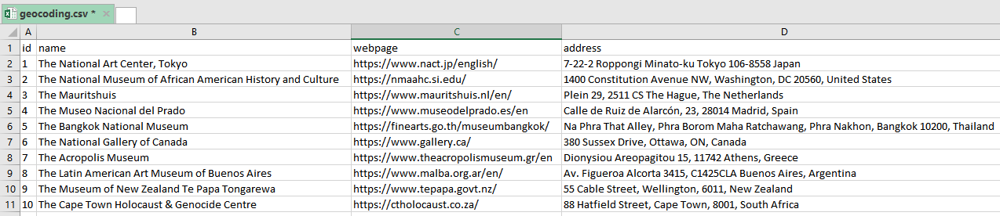 geocoding.csv *
A B C D
1 id name webpage address
2 1 The National Art Center, Tokyo https://www.nact.jp/english/ 7-22-2 Roppongi Minato-ku Tokyo 106-8558 Japan
3 2 The National Museum of African American History and Culture https://nmaahc.si.edu/ 1400 Constitution Avenue NW, Washington, DC 20560, United States
4 3 The Mauritshuis https://www.mauritshuis.nl/en/ Plein 29, 2511 CS The Hague, The Netherlands
5 4 The Museo Nacional del Prado https://www.museodelprado.es/en Calle de Ruiz de Alarcón, 23, 28014 Madrid, Spain
6 5 The Bangkok National Museum https://finearts.go.th/museumbangkok/ Na Phra That Alley, Phra Borom Maha Ratchawang, Phra Nakhon, Bangkok 10200, Thailand
7 6 The National Gallery of Canada https://www.gallery.ca/ 380 Sussex Drive, Ottawa, ON, Canada
8 7 The Acropolis Museum https://www.theacropolismuseum.gr/en Dionysiou Areopagitou 15, 11742 Athens, Greece
9 8 The Latin American Art Museum of Buenos Aires https://www.malba.org.ar/en/ Av. Figueroa Alcorta 3415, C1425CLA Buenos Aires, Argentina
10 9 The Museum of New Zealand Te Papa Tongarewa https://www.tepapa.govt.nz/ 55 Cable Street, Wellington, 6011, New Zealand
11 10 The Cape Town Holocaust & Genocide Centre https://ctholocaust.co.za/ 88 Hatfield Street, Cape Town, 8001, South Africa